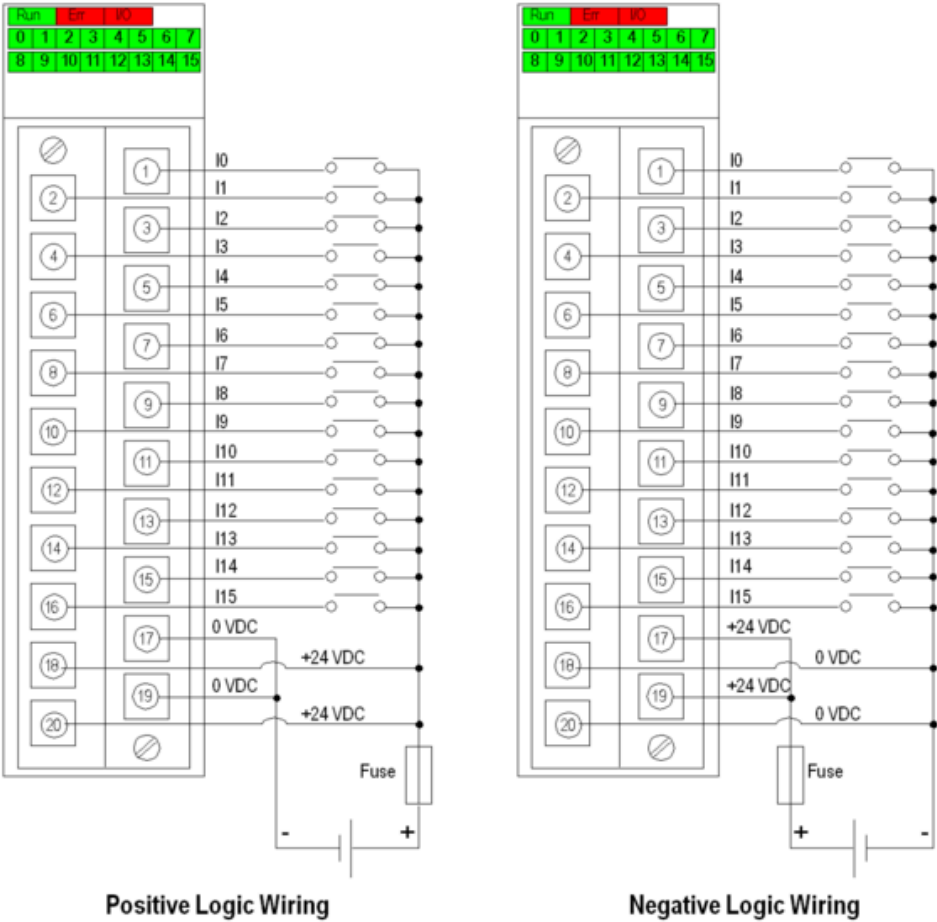 Run Err I/O
0 1 2 3 4 5 6 7
8 9 10 11 12 13 14 15
1 I0
2 I1
3 I2
4 I3
5 I4
6 I5
7 I6
8 I7
9 I8
10 I9
11 I10
12 I11
13 I12
14 I13
15 I14
16 I15
17 0 VDC
18 +24 VDC
19 0 VDC
20 +24 VDC
Fuse
- +
Positive Logic Wiring
Run Err I/O
0 1 2 3 4 5 6 7
8 9 10 11 12 13 14 15
1 I0
2 I1
3 I2
4 I3
5 I4
6 I5
7 I6
8 I7
9 I8
10 I9
11 I10
12 I11
13 I12
14 I13
15 I14
16 I15
17 +24 VDC
18 0 VDC
19 +24 VDC
20 0 VDC
Fuse
+ -
Negative Logic Wiring